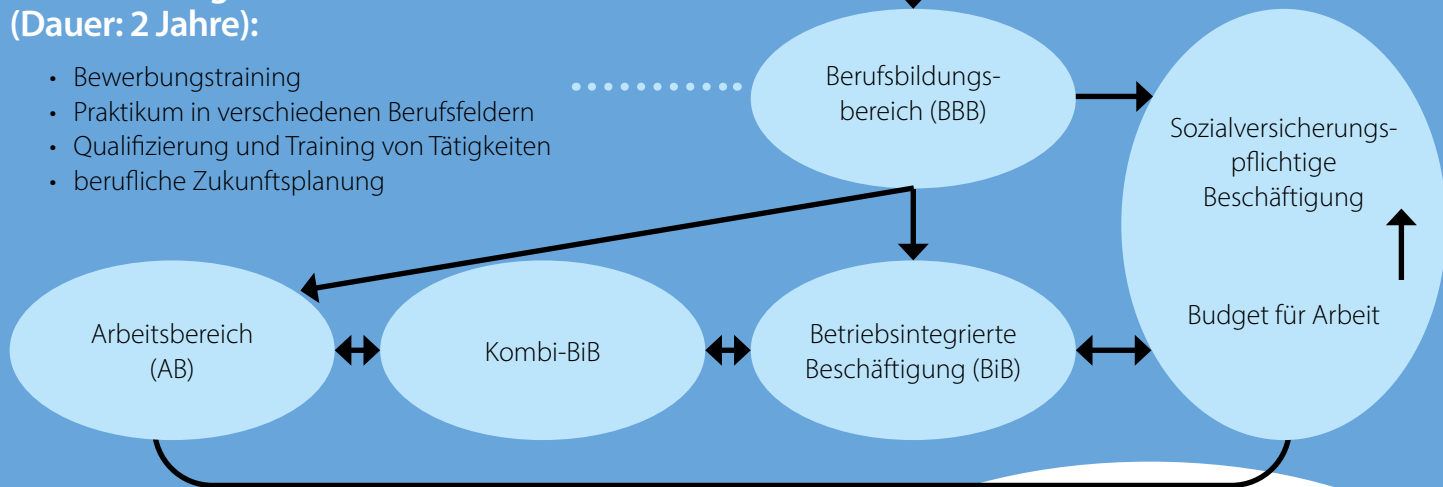 (Dauer: 2 Jahre):
• Bewerbungstraining
• Praktikum in verschiedenen Berufsfeldern
• Qualifizierung und Training von Tätigkeiten
• berufliche Zukunftsplanung
Berufsbildungs-
bereich (BBB)
Sozialversicherungs-
pflichtige
Beschäftigung
Budget für Arbeit
Arbeitsbereich
(AB)
Kombi-BiB
Betriebsintegrierte
Beschäftigung (BiB)